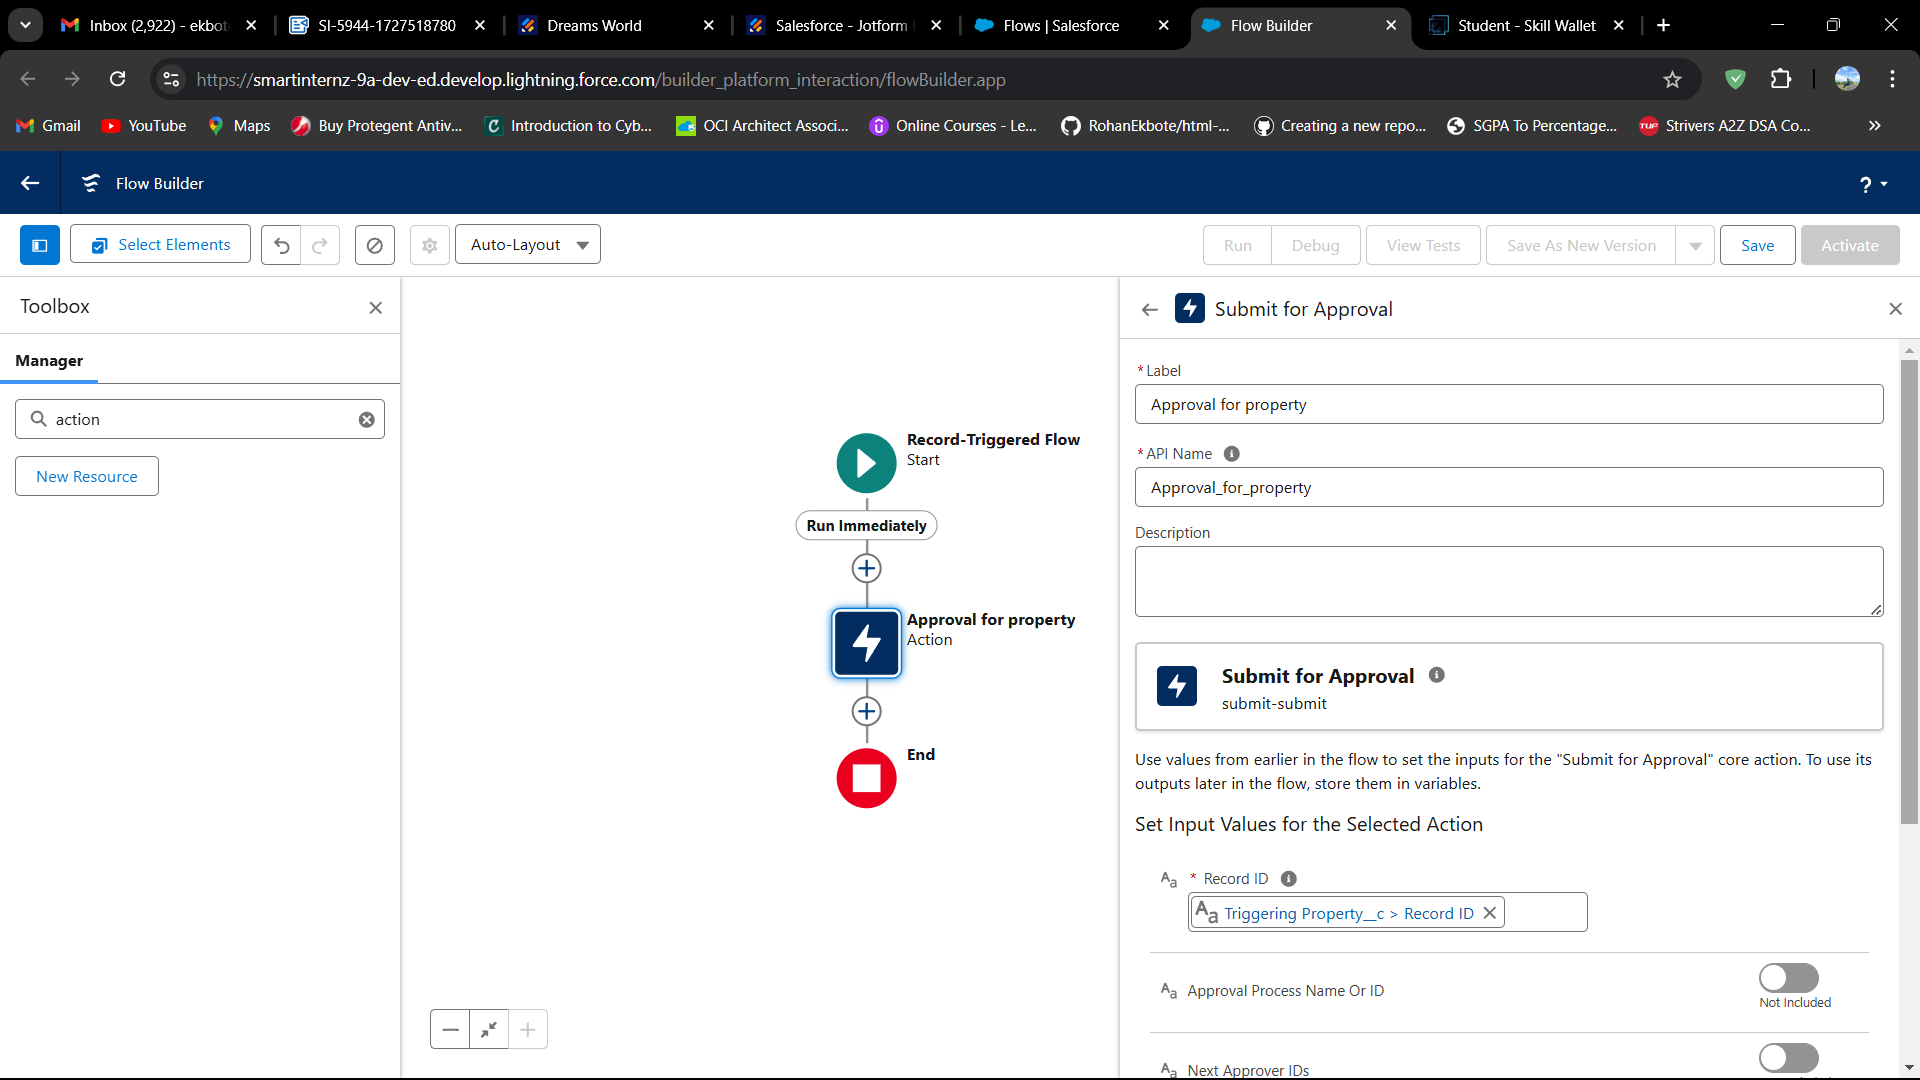 Inbox (2,922) - ekbot
SI-5944-1727518780
Dreams World
Salesforce - Jotform
Flows | Salesforce
Flow Builder
Student - Skill Wallet
https://smartinternz-9a-dev-ed.develop.lightning.force.com/builder_platform_interaction/flowBuilder.app
Gmail
YouTube
Maps
Buy Protegent Antiv...
Introduction to Cyb...
OCI Architect Associ...
Online Courses - Le...
RohanEkbote/html-...
Creating a new repo...
SGPA To Percentage...
TUF
Strivers A2Z DSA Co...
»
Flow Builder
?
Select Elements
Auto-Layout
Run
Debug
View Tests
Save As New Version
Save
Activate
Toolbox
Manager
action
New Resource
Record-Triggered Flow
Start
Run Immediately
Approval for property
Action
End
Submit for Approval
* Label
Approval for property
* API Name
Approval_for_property
Description
Submit for Approval
submit-submit
Use values from earlier in the flow to set the inputs for the "Submit for Approval" core action. To use its
outputs later in the flow, store them in variables.
Set Input Values for the Selected Action
Aa * Record ID
Aa Triggering Property__c > Record ID
Aa Approval Process Name Or ID
Not Included
Aa Next Approver IDs